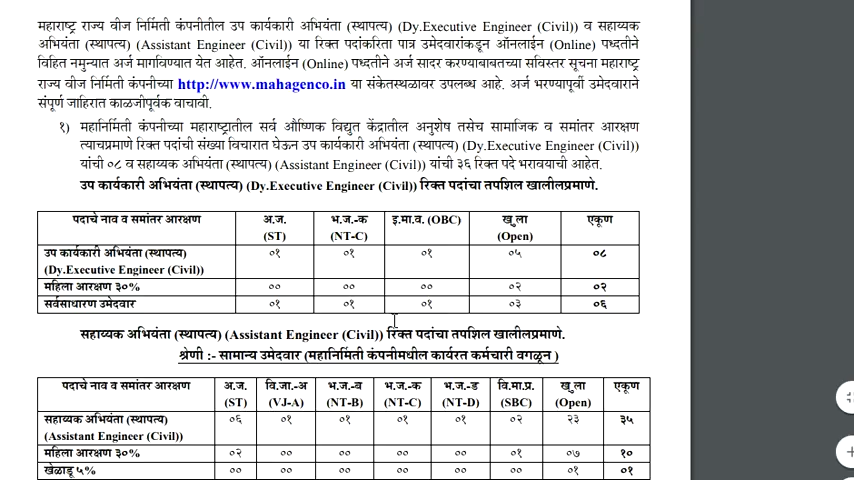 महाराष्ट्र राज्य वीज निर्मिती कंपनीतील उप कार्यकारी अभियंता (स्थापत्य) (Dy.Executive Engineer (Civil)) व सहाय्यक
अभियंता (स्थापत्य) (Assistant Engineer (Civil)) या रिक्त पदांकरिता पात्र उमेदवारांकडून ऑनलाईन (Online) पध्दतीने
विहित नमुन्यात अर्ज मागविण्यात येत आहेत. ऑनलाईन (Online) पध्दतीने अर्ज सादर करण्याबाबतच्या सविस्तर सूचना महाराष्ट्र
राज्य वीज निर्मिती कंपनीच्या http://www.mahagenco.in या संकेतस्थळावर उपलब्ध आहे. अर्ज भरण्यापूर्वी उमेदवाराने
संपूर्ण जाहिरात काळजीपूर्वक वाचावी.
१) महानिर्मिती कंपनीच्या महाराष्ट्रातील सर्व औष्णिक विद्युत केंद्रातील अनुशेष तसेच सामाजिक व समांतर आरक्षण
त्याचप्रमाणे रिक्त पदांची संख्या विचारात घेऊन उप कार्यकारी अभियंता (स्थापत्य) (Dy.Executive Engineer (Civil))
यांची ०८ व सहाय्यक अभियंता (स्थापत्य) (Assistant Engineer (Civil)) यांची ३६ रिक्त पदे भरावयाची आहेत.
उप कार्यकारी अभियंता (स्थापत्य) (Dy.Executive Engineer (Civil)) रिक्त पदांचा तपशिल खालीलप्रमाणे.
पदाचे नाव व समांतर आरक्षण अ.ज. भ.ज.-क इ.मा.व. (OBC) खुला एकूण
(ST) (NT-C) (Open)
उप कार्यकारी अभियंता (स्थापत्य) ०१ ०१ ०१ ०५ ०८
(Dy.Executive Engineer (Civil))
महिला आरक्षण ३०% ०० ०० ०० ०२ ०२
सर्वसाधारण उमेदवार ०१ ०१ ०१ ०३ ०६
सहाय्यक अभियंता (स्थापत्य) (Assistant Engineer (Civil)) रिक्त पदांचा तपशिल खालीलप्रमाणे.
श्रेणी :- सामान्य उमेदवार (महानिर्मिती कंपनीमधील कार्यरत कर्मचारी वगळून )
पदाचे नाव व समांतर आरक्षण अ.ज. वि.जा.-अ भ.ज.-ब भ.ज.-क भ.ज.-ड वि.मा.प्र. खुला एकूण
(ST) (VJ-A) (NT-B) (NT-C) (NT-D) (SBC) (Open)
सहाय्यक अभियंता (स्थापत्य) ०६ ०१ ०१ ०१ ०१ ०२ २३ ३५
(Assistant Engineer (Civil))
महिला आरक्षण ३०% ०२ ०० ०० ०० ०० ०१ ०७ १०
खेळाडू ५% ०० ०० ०० ०० ०० ०० ०१ ०१